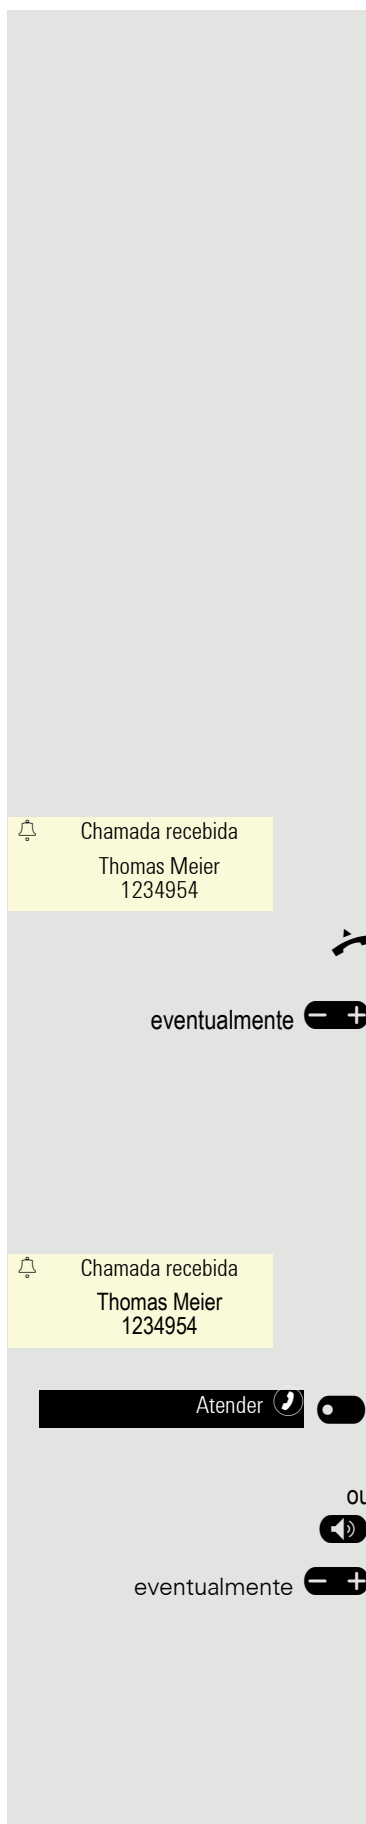 Chamada recebida
Thomas Meier
1234954
eventualmente
Chamada recebida
Thomas Meier
1234954
Atender
ou
eventualmente